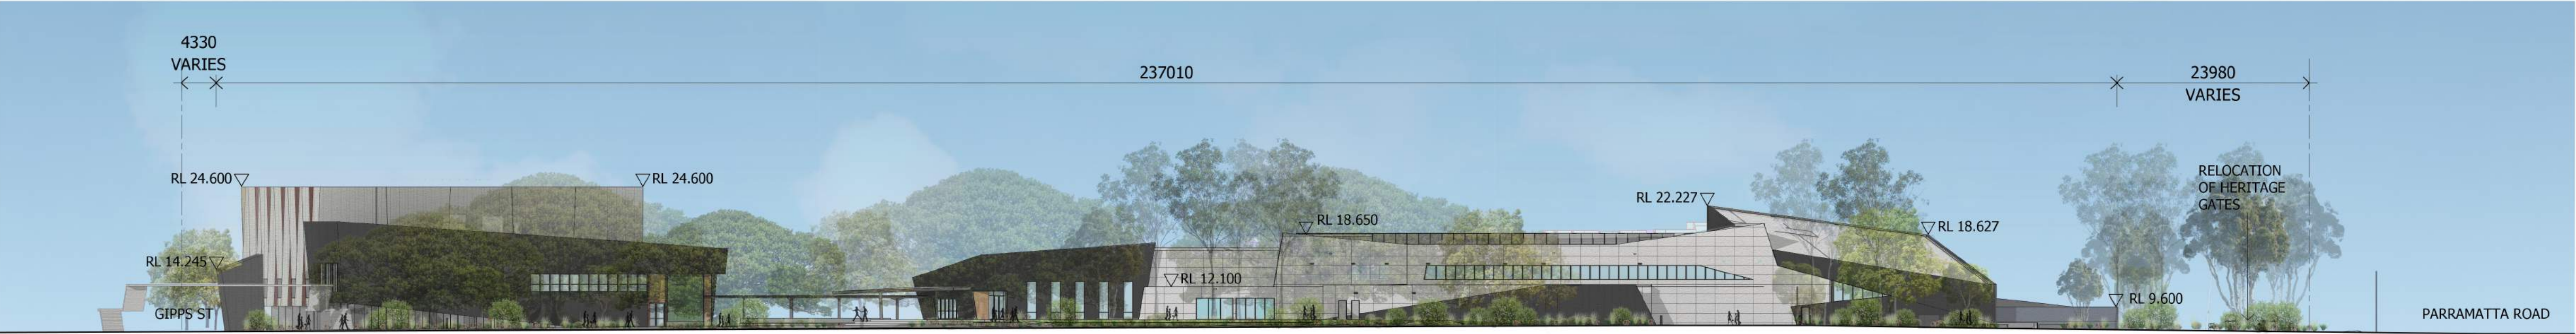 4330
VARIES
237010
23980
VARIES
RL 24.600
RL 24.600
RELOCATION
OF HERITAGE
GATES
RL 22.227
RL 18.650
RL 18.627
RL 14.245
RL 12.100
RL 9.600
GIPPS ST
PARRAMATTA ROAD